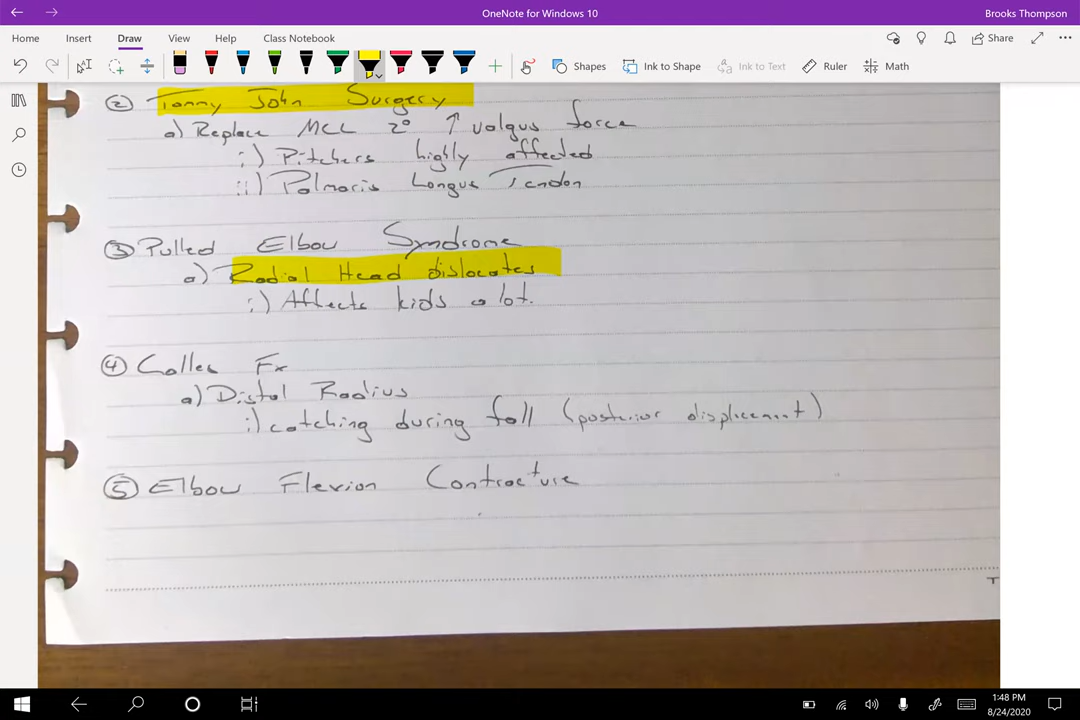 OneNote for Windows 10
Brooks Thompson
Home Insert Draw View Help Class Notebook
Share
Shapes Ink to Shape Ink to Text Ruler Math
② Tommy John Surgery
a) Replace MCL 2° ↑ valgus force
i) Pitchers highly affected
ii) Palmaris Longus Tendon
③ Pulled Elbow Syndrome
a) Radial Head dislocates
i) Affects kids a lot.
④ Colles Fx
a) Distal Radius
i) catching during fall (posterior displacement)
⑤ Elbow Flexion Contracture
T
1:48 PM
8/24/2020